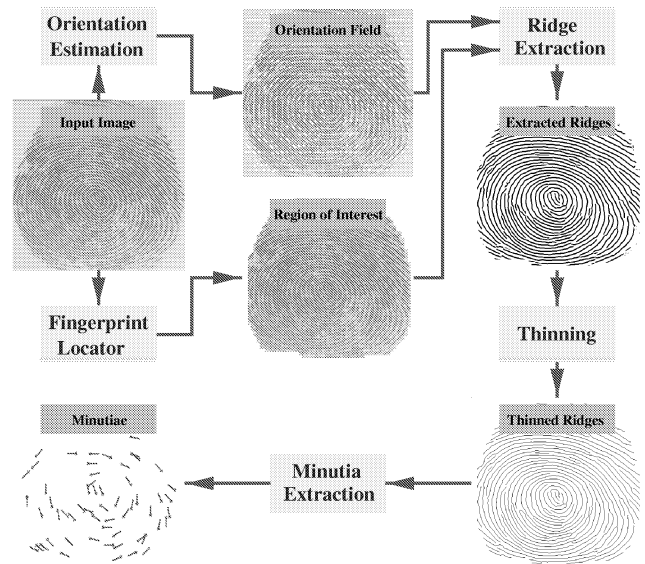 Orientation
Estimation
Orientation Field
Ridge
Extraction
Input Image
Extracted Ridges
Region of Interest
Fingerprint
Locator
Thinning
Minutiae
Thinned Ridges
Minutia
Extraction